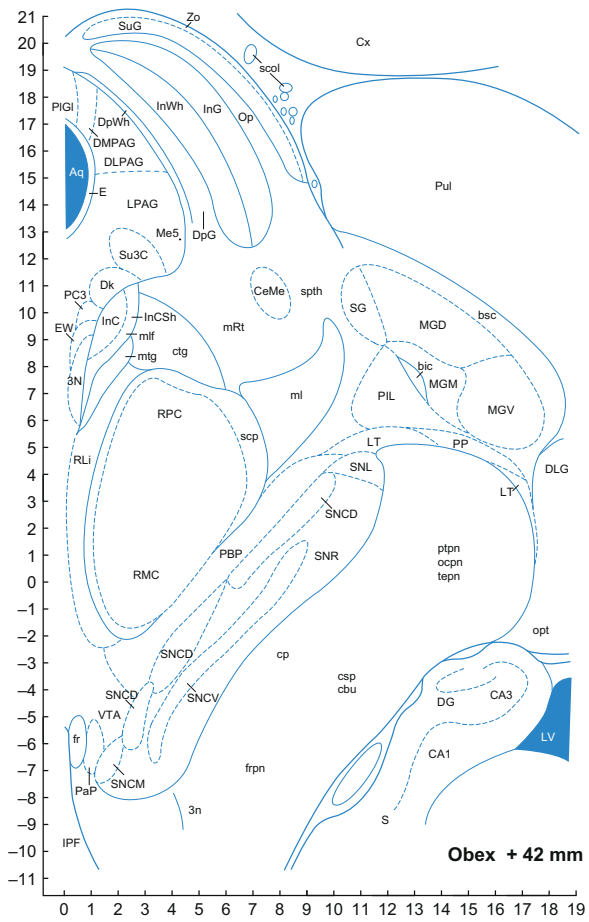 21
20
19
18
17
16
15
14
13
12
11
10
9
8
7
6
5
4
3
2
1
0
–1
–2
–3
–4
–5
–6
–7
–8
–9
–10
–11
Zo
SuG
Cx
scol
PlGl
InWh
InG
Op
DpWh
DMPAG
DLPAG
Aq
E
LPAG
Pul
Me5
DpG
Su3C
Dk
PC3
CeMe
spth
SG
MGD
bsc
InC
InCSh
EW
mlf
mRt
mtg
ctg
bic
3N
MGM
ml
PIL
MGV
RPC
scp
LT
PP
RLi
SNL
DLG
LT
SNCD
PBP
SNR
ptpn
ocpn
tepn
RMC
opt
SNCD
cp
csp
cbu
SNCD
SNCV
DG
CA3
VTA
fr
LV
CA1
SNCM
frpn
PaP
3n
S
IPF
Obex + 42 mm
0 1 2 3 4 5 6 7 8 9 10 11 12 13 14 15 16 17 18 19